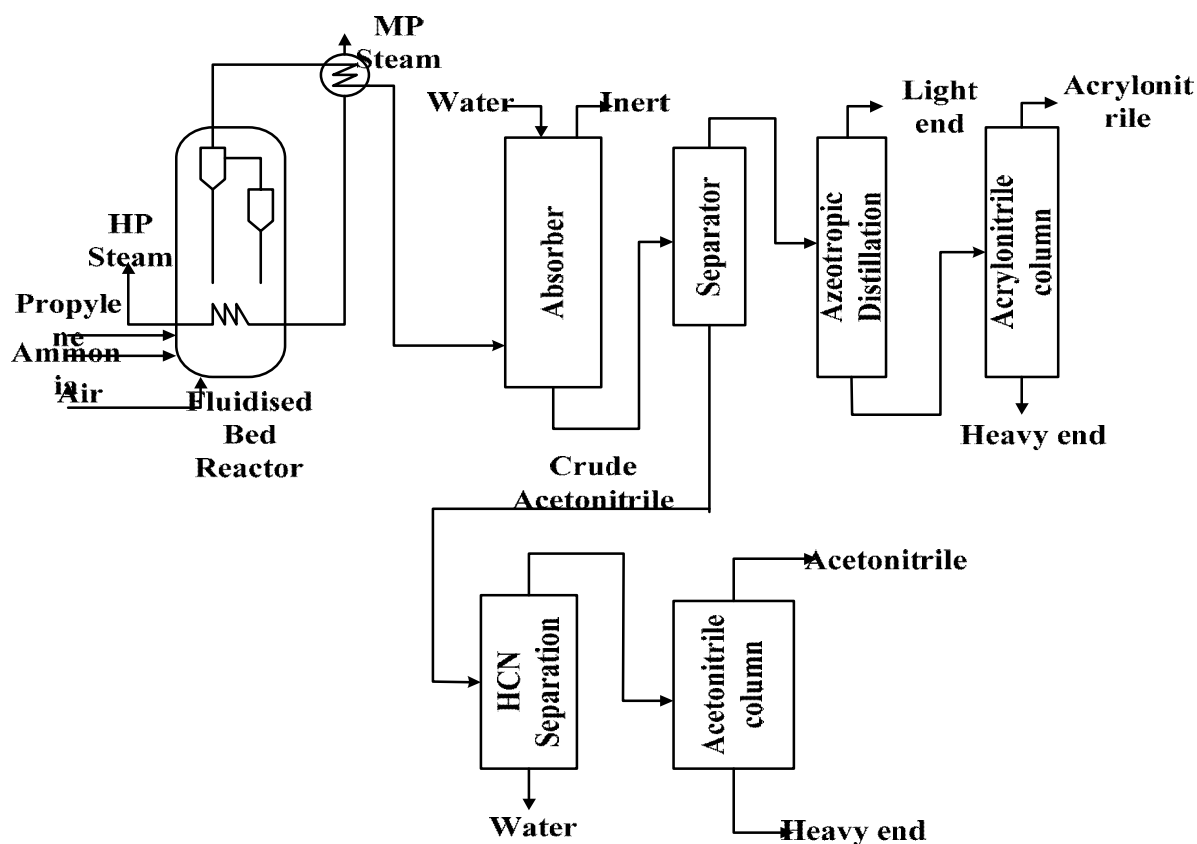 MP
Steam
Water
Inert
Light
end
Acrylonit
rile
HP
Steam
Propyle
ne
Ammon
ia
Air
Fluidised
Bed
Reactor
Absorber
Separator
Azeotropic
Distillation
Acrylonitrile
column
Heavy end
Crude
Acetonitrile
HCN
Separation
Acetonitrile
column
Acetonitrile
Water
Heavy end